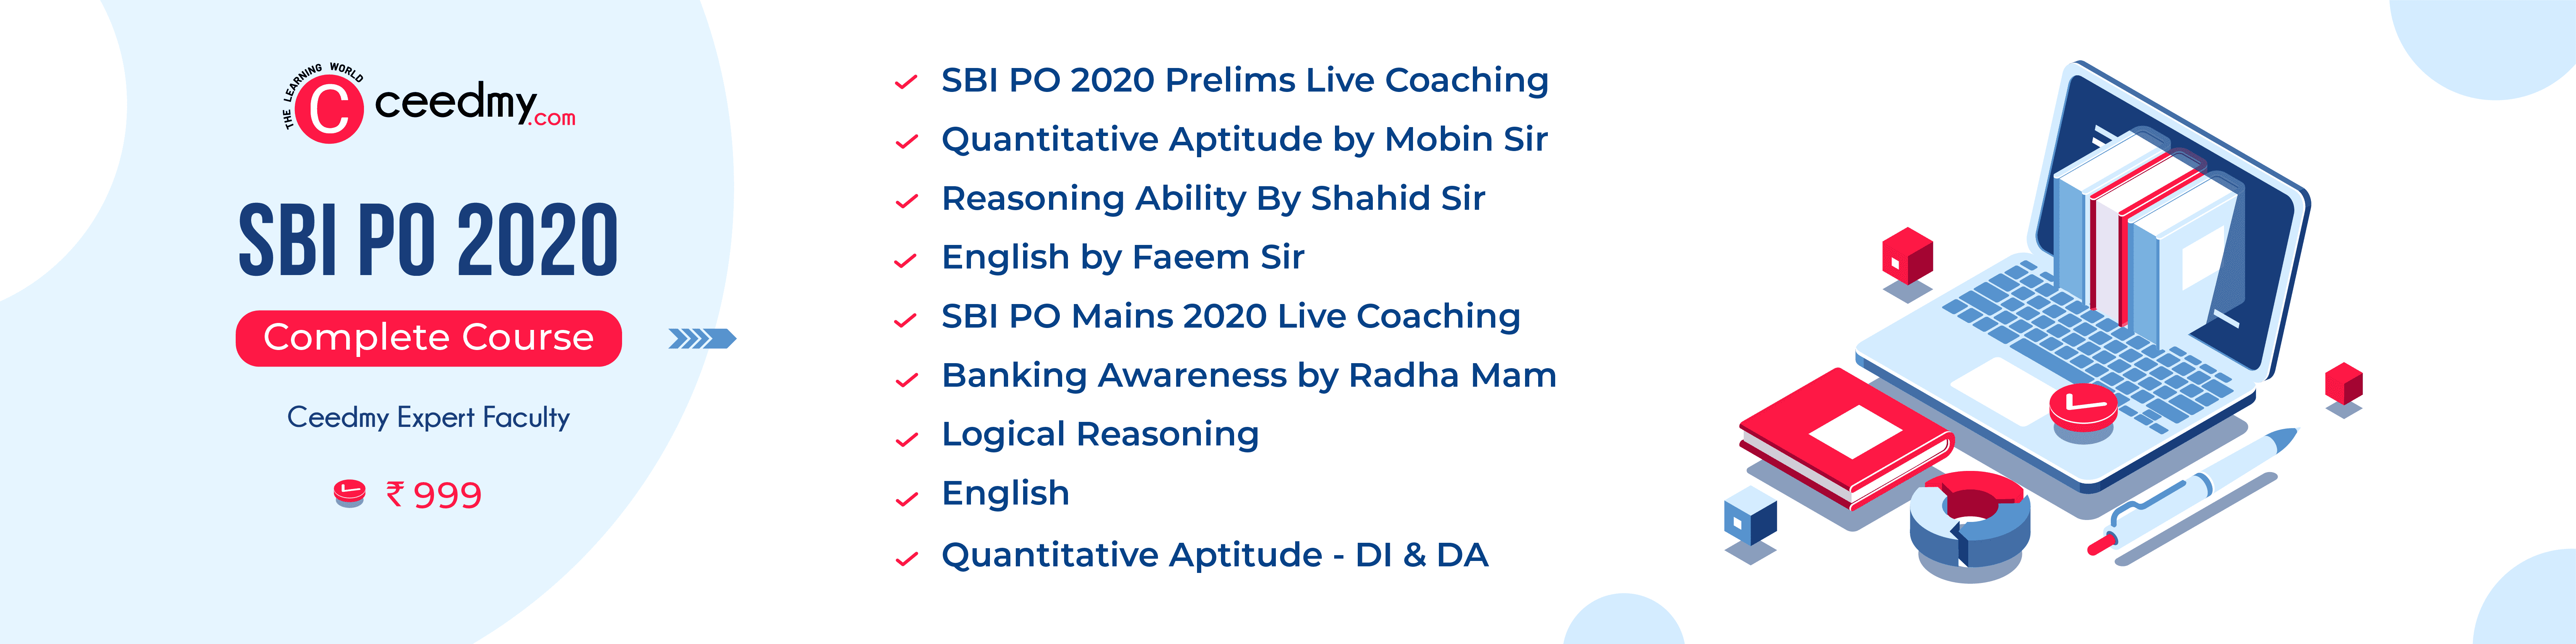 THE LEARNING WORLD
C ceedmy.com
SBI PO 2020
Complete Course
Ceedmy Expert Faculty
₹ 999
SBI PO 2020 Prelims Live Coaching
Quantitative Aptitude by Mobin Sir
Reasoning Ability By Shahid Sir
English by Faeem Sir
SBI PO Mains 2020 Live Coaching
Banking Awareness by Radha Mam
Logical Reasoning
English
Quantitative Aptitude - DI & DA